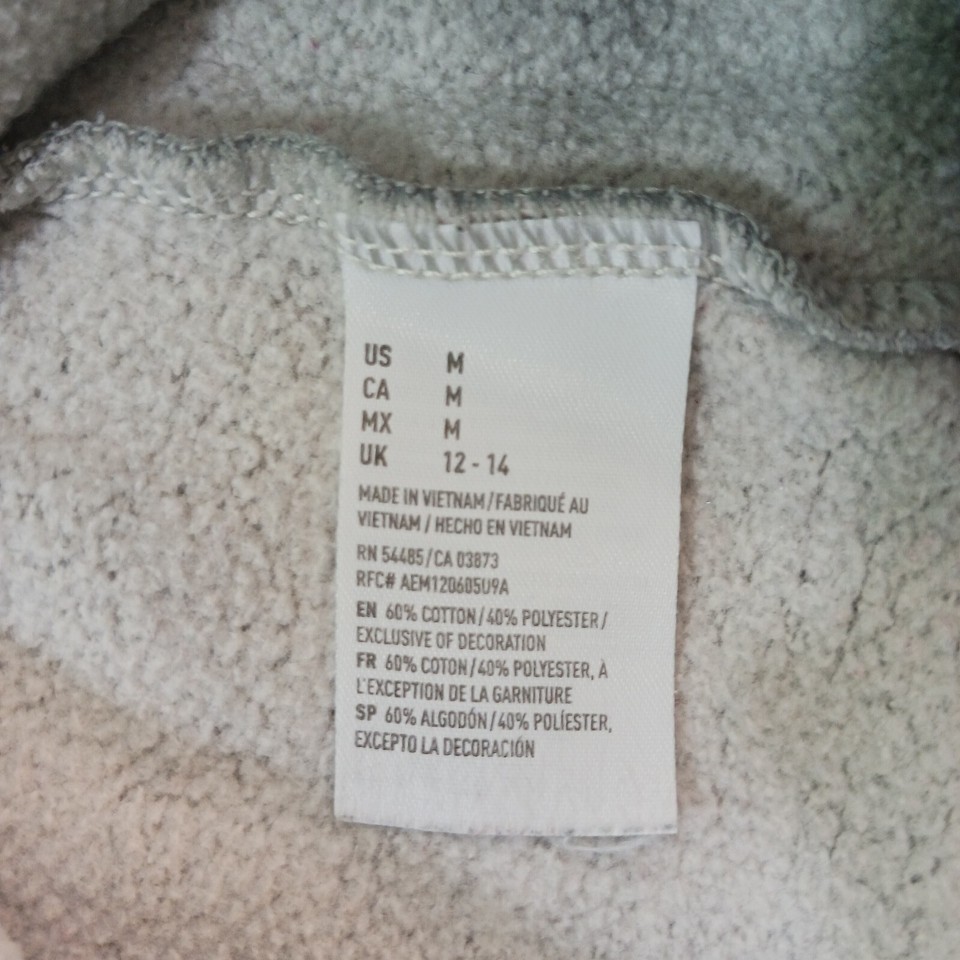 US M
CA M
MX M
UK 12 - 14
MADE IN VIETNAM / FABRIQUÉ AU
VIETNAM / HECHO EN VIETNAM
RN 54485 / CA 03873
RFC# AEM120605U9A
EN 60% COTTON / 40% POLYESTER /
EXCLUSIVE OF DECORATION
FR 60% COTON / 40% POLYESTER, À
L'EXCEPTION DE LA GARNITURE
SP 60% ALGODÓN / 40% POLÍESTER,
EXCEPTO LA DECORACIÓN